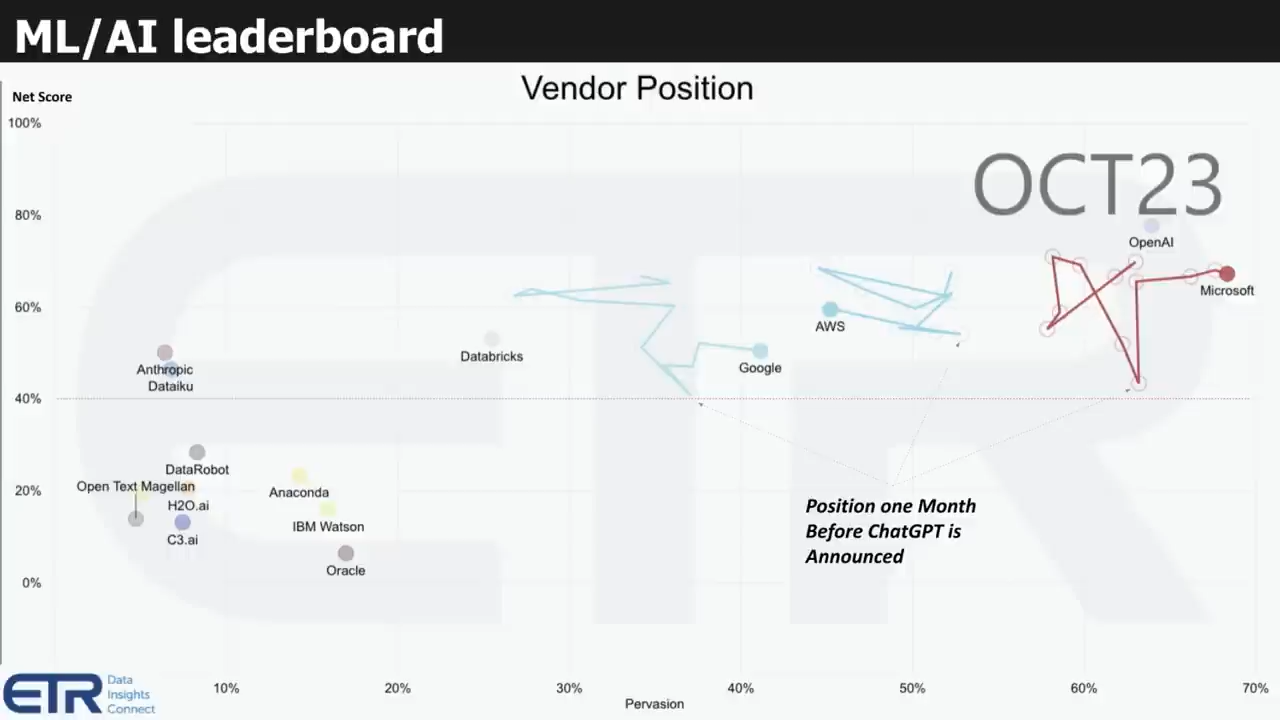 ML/AI leaderboard
Vendor Position
Net Score
100%
80%
60%
40%
20%
0%
OCT23
OpenAI
Microsoft
AWS
Google
Databricks
Anthropic
Dataiku
DataRobot
Open Text Magellan
H2O.ai
C3.ai
Anaconda
IBM Watson
Oracle
Position one Month
Before ChatGPT is
Announced
10%
20%
30%
40%
50%
60%
70%
Pervasion
ETR
ETR
Data
Insights
Connect